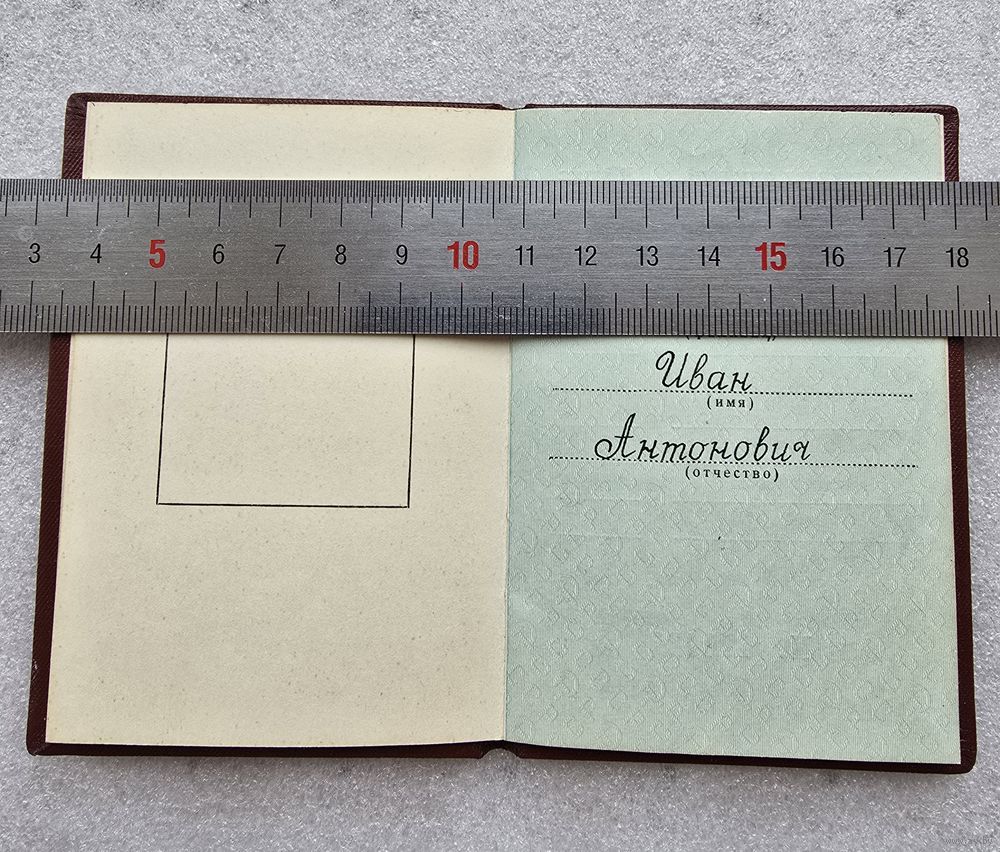 3 4 5 6 7 8 9 10 11 12 13 14 15 16 17 18
Иван
(имя)
Антонович
(отчество)